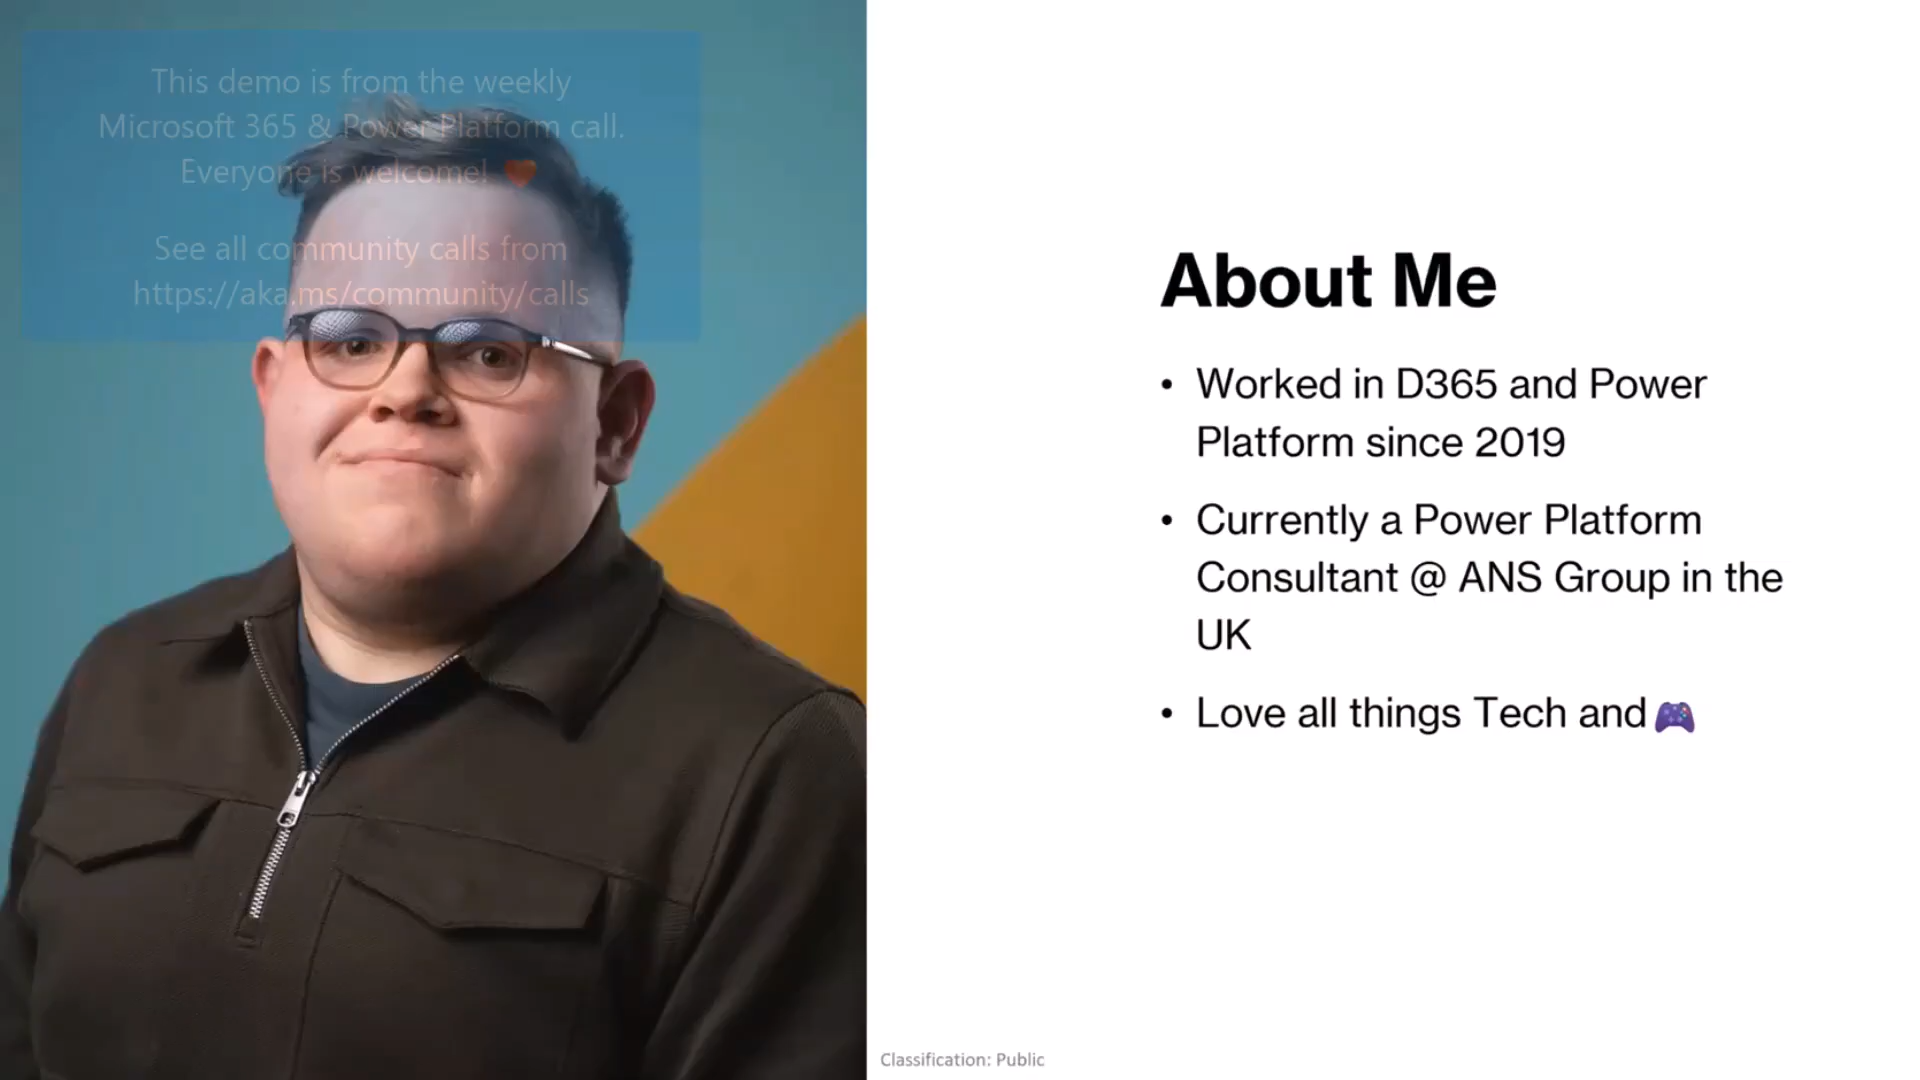 This demo is from the weekly
Microsoft 365 & Power Platform call.
Everyone is welcome! ❤️
See all community calls from
https://aka.ms/community/calls
About Me
• Worked in D365 and Power
Platform since 2019
• Currently a Power Platform
Consultant @ ANS Group in the
UK
• Love all things Tech and 🎮
Classification: Public